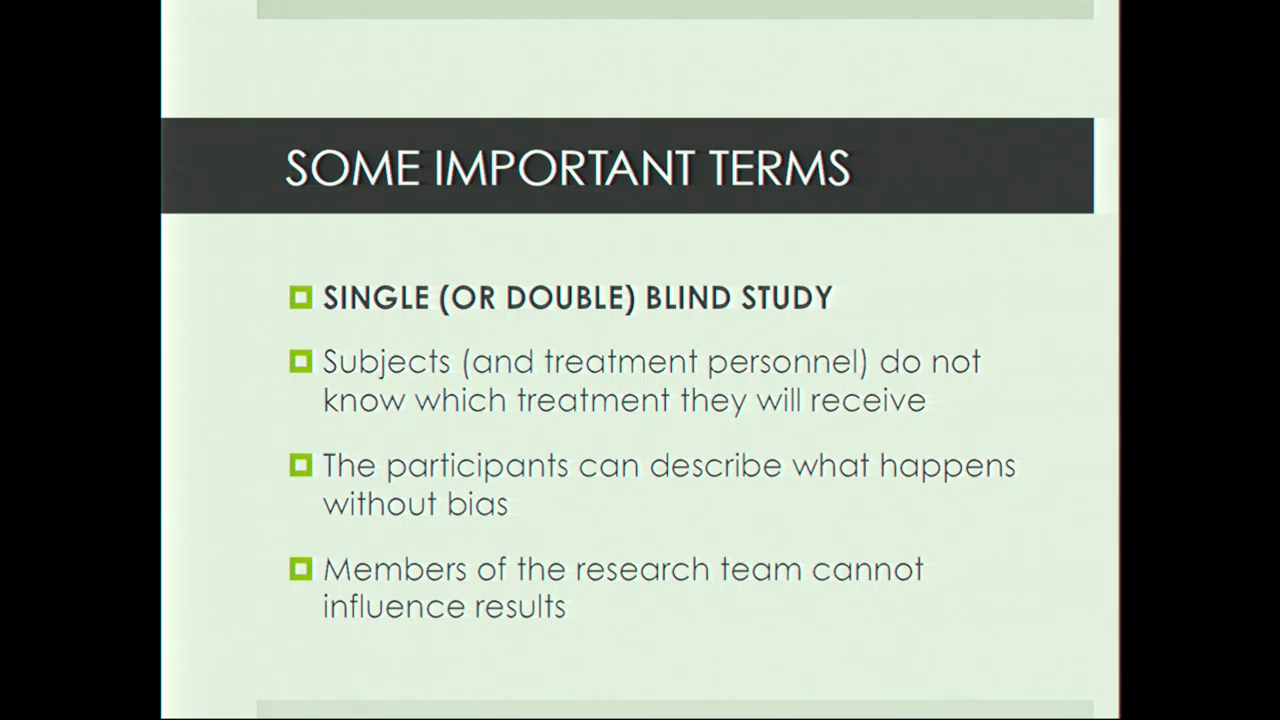 SOME IMPORTANT TERMS
SINGLE (OR DOUBLE) BLIND STUDY
Subjects (and treatment personnel) do not
know which treatment they will receive
The participants can describe what happens
without bias
Members of the research team cannot
influence results